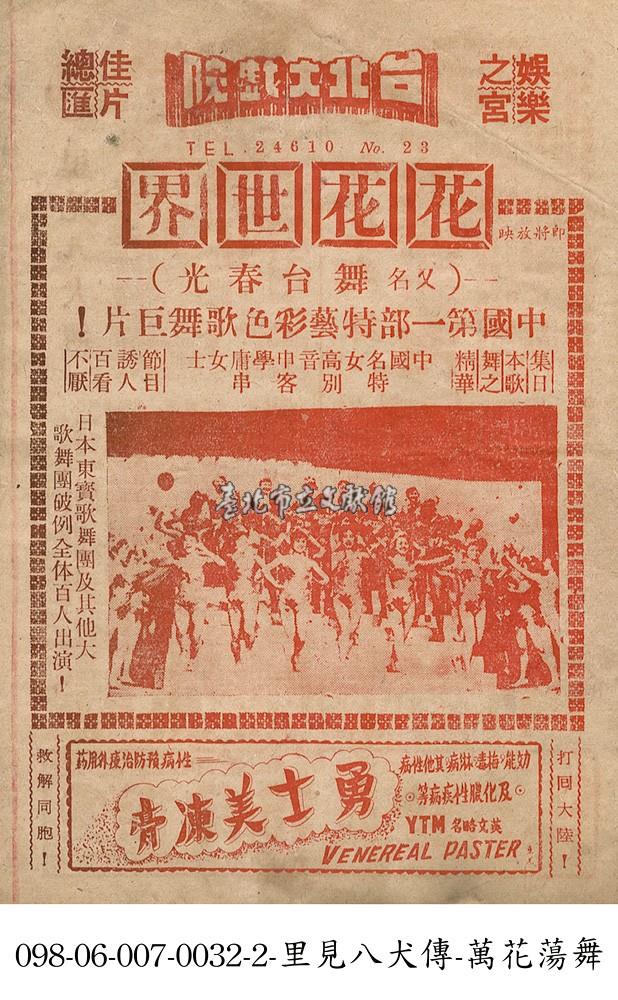 娛樂之宮
台北大戲院
佳片總匯
TEL. 24610 No. 23
即將放映
花花世界
(又名 舞台春光)
中國第一部特藝彩色歌舞巨片！
集日本歌舞之精華
中國名女高音申學庸女士
特別客串
節目誘人百看不厭
日本東寶歌舞團及其他大
歌舞團破例全体百人出演！
臺北市立文獻館
打回大陸！
功能：梅毒、淋病、其他性病
及化膿性疾病等
英文略名 YTM
VENEREAL PASTER
性病預防治療外用药
勇士美凍膏
救解同胞！
098-06-007-0032-2-里見八犬傳-萬花蕩舞